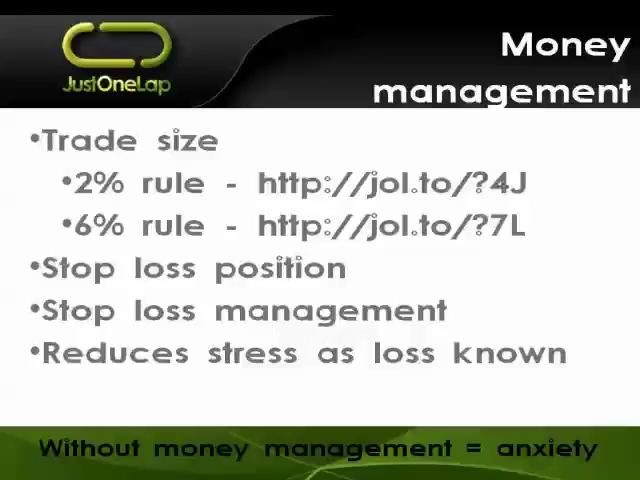 JustOneLap
Money
management
•Trade size
•2% rule - http://jol.to/?4J
•6% rule - http://jol.to/?7L
•Stop loss position
•Stop loss management
•Reduces stress as loss known
Without money management = anxiety